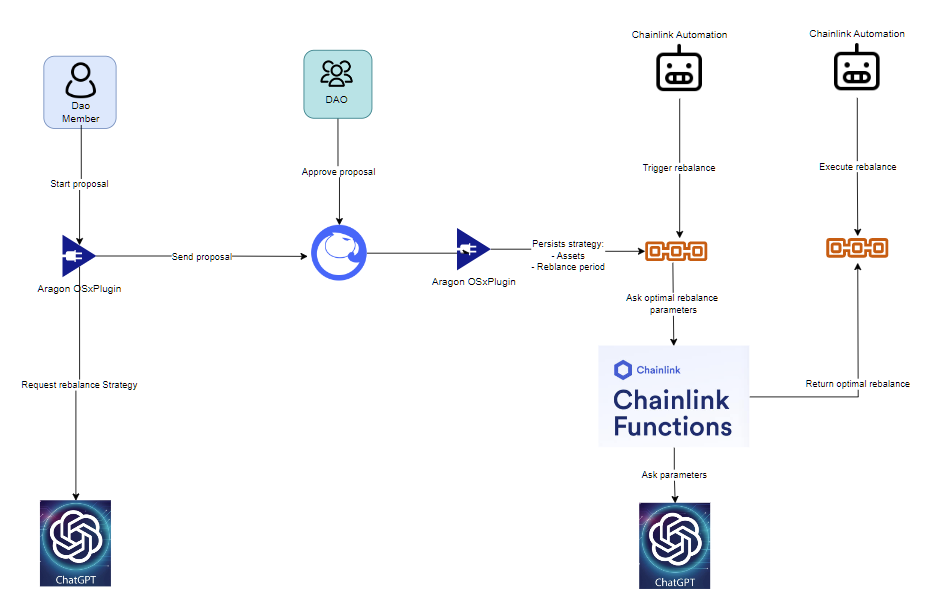 Chainlink Automation
Chainlink Automation
Dao
Member
DAO
Start proposal
Approve proposal
Trigger rebalance
Execute rebalance
Send proposal
Persists strategy:
- Assets
- Reblance period
Aragon OSxPlugin
Aragon OSxPlugin
Ask optimal rebalance
parameters
Request rebalance Strategy
Chainlink
Chainlink
Functions
Return optimal rebalance
Ask parameters
ChatGPT
ChatGPT